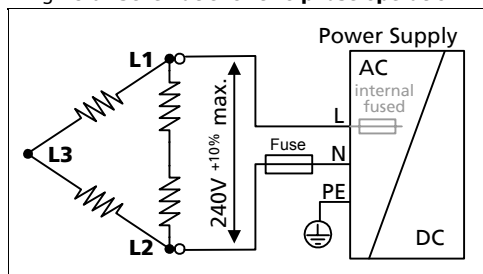 Power Supply
L1
AC
internal
fused
L
240V +10% max.
Fuse
N
L3
PE
L2
DC